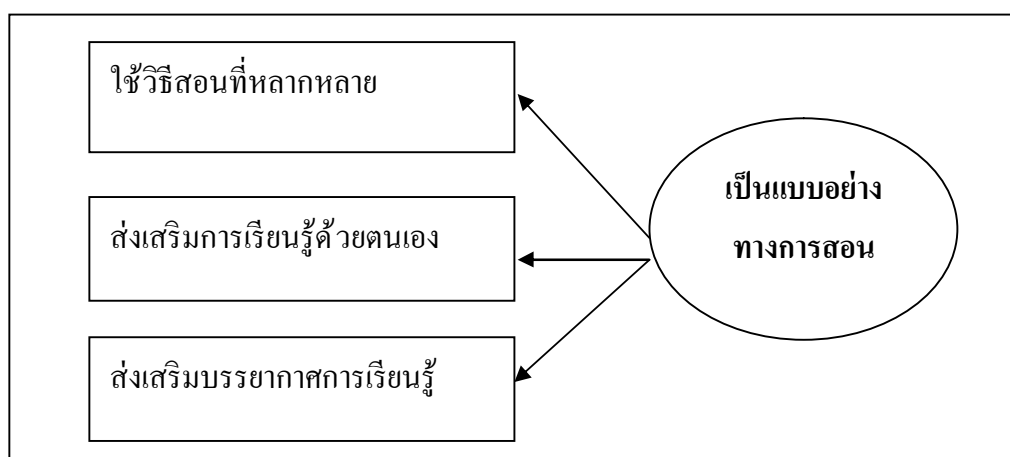 ใช้วิธีสอนที่หลากหลาย
ส่งเสริมการเรียนรู้ด้วยตนเอง
ส่งเสริมบรรยากาศการเรียนรู้
เป็นแบบอย่าง
ทางการสอน